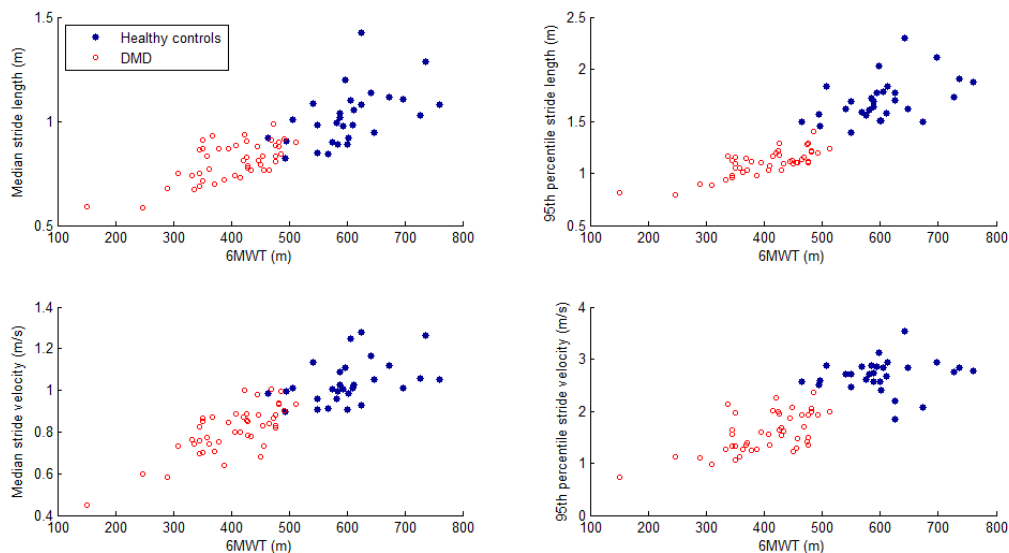 Median stride length (m)
1.5
1
0.5
Healthy controls
DMD
100 200 300 400 500 600 700 800
6MWT (m)
95th percentile stride length (m)
2.5
2
1.5
1
0.5
100 200 300 400 500 600 700 800
6MWT (m)
Median stride velocity (m/s)
1.4
1.2
1
0.8
0.6
0.4
100 200 300 400 500 600 700 800
6MWT (m)
95th percentile stride velocity (m/s)
4
3
2
1
0
100 200 300 400 500 600 700 800
6MWT (m)